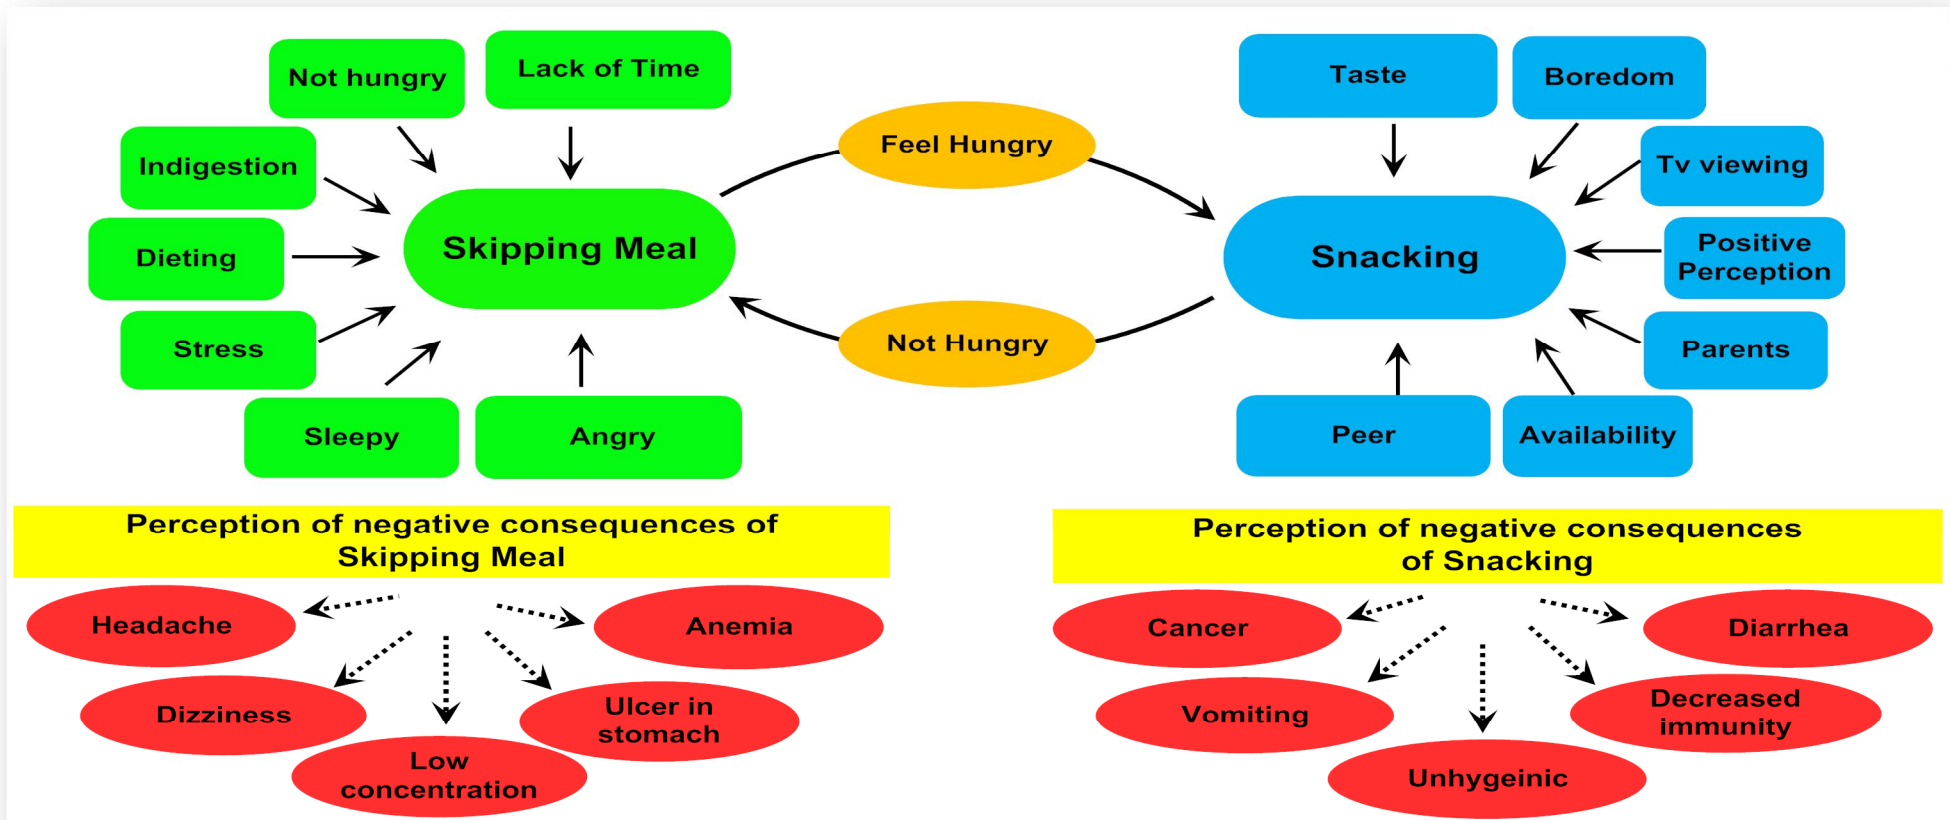 Not hungry
Lack of Time
Indigestion
Dieting
Stress
Sleepy
Angry
Skipping Meal
Feel Hungry
Not Hungry
Taste
Boredom
Tv viewing
Positive
Perception
Parents
Availability
Peer
Snacking
Perception of negative consequences of
Skipping Meal
Headache
Dizziness
Low
concentration
Ulcer in
stomach
Anemia
Perception of negative consequences
of Snacking
Cancer
Vomiting
Unhygeinic
Decreased
immunity
Diarrhea